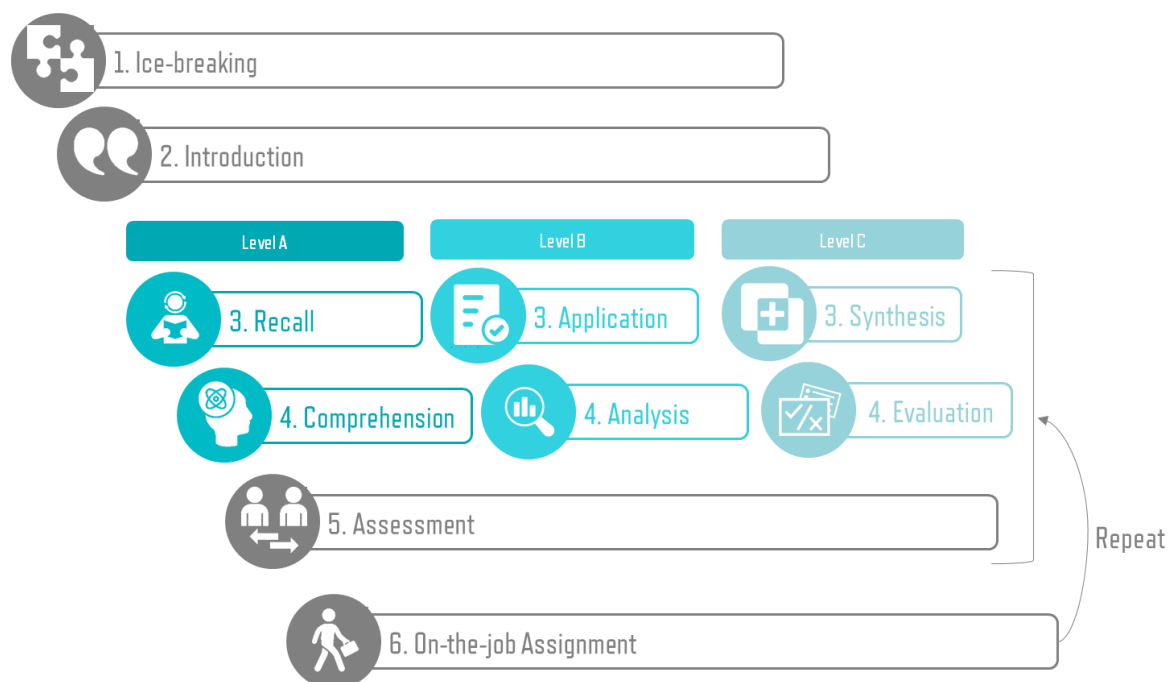 1. Ice-breaking
2. Introduction
Level A
Level B
Level C
3. Recall
3. Application
3. Synthesis
4. Comprehension
4. Analysis
4. Evaluation
5. Assessment
Repeat
6. On-the-job Assignment